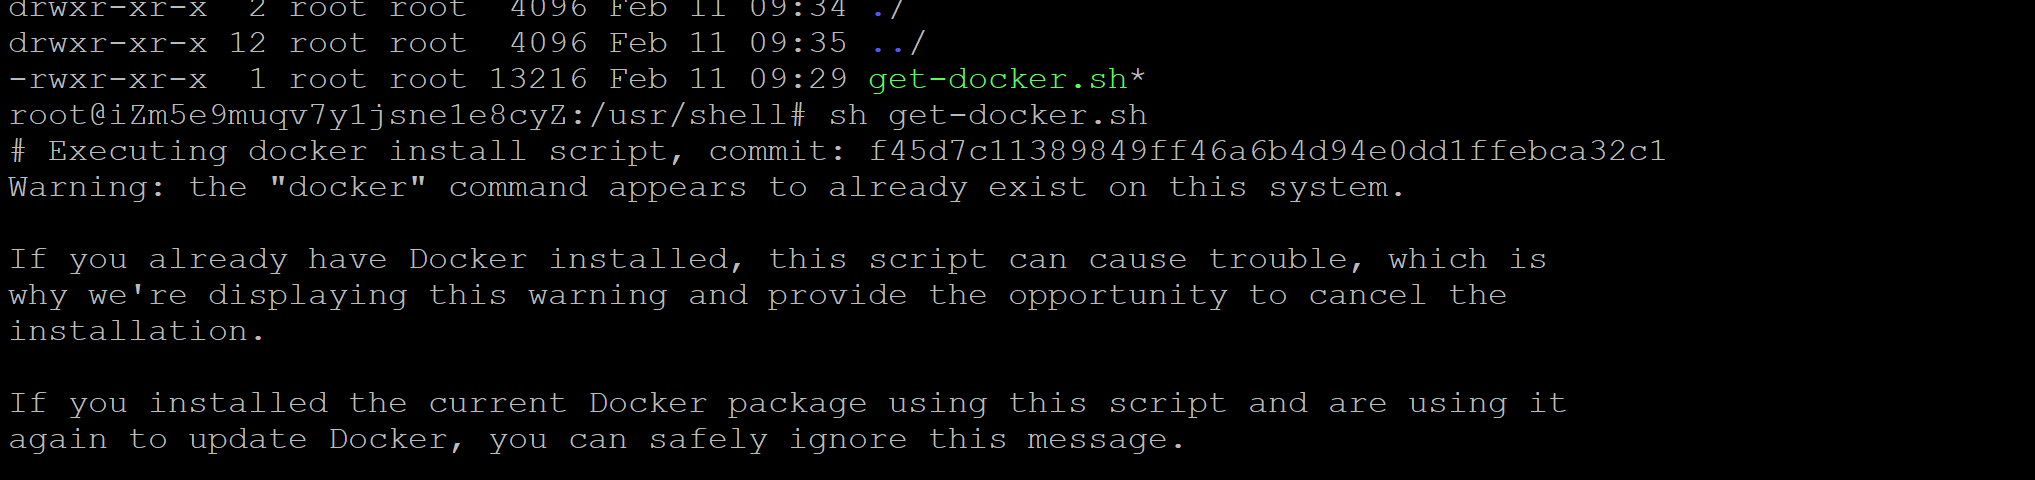 drwxr-xr-x  2 root root  4096 Feb 11 09:34 ./
drwxr-xr-x 12 root root  4096 Feb 11 09:35 ../
-rwxr-xr-x  1 root root 13216 Feb 11 09:29 get-docker.sh*
root@iZm5e9muqv7y1jsne1e8cyZ:/usr/shell# sh get-docker.sh
# Executing docker install script, commit: f45d7c11389849ff46a6b4d94e0dd1ffebca32c1
Warning: the "docker" command appears to already exist on this system.

If you already have Docker installed, this script can cause trouble, which is
why we're displaying this warning and provide the opportunity to cancel the
installation.

If you installed the current Docker package using this script and are using it
again to update Docker, you can safely ignore this message.